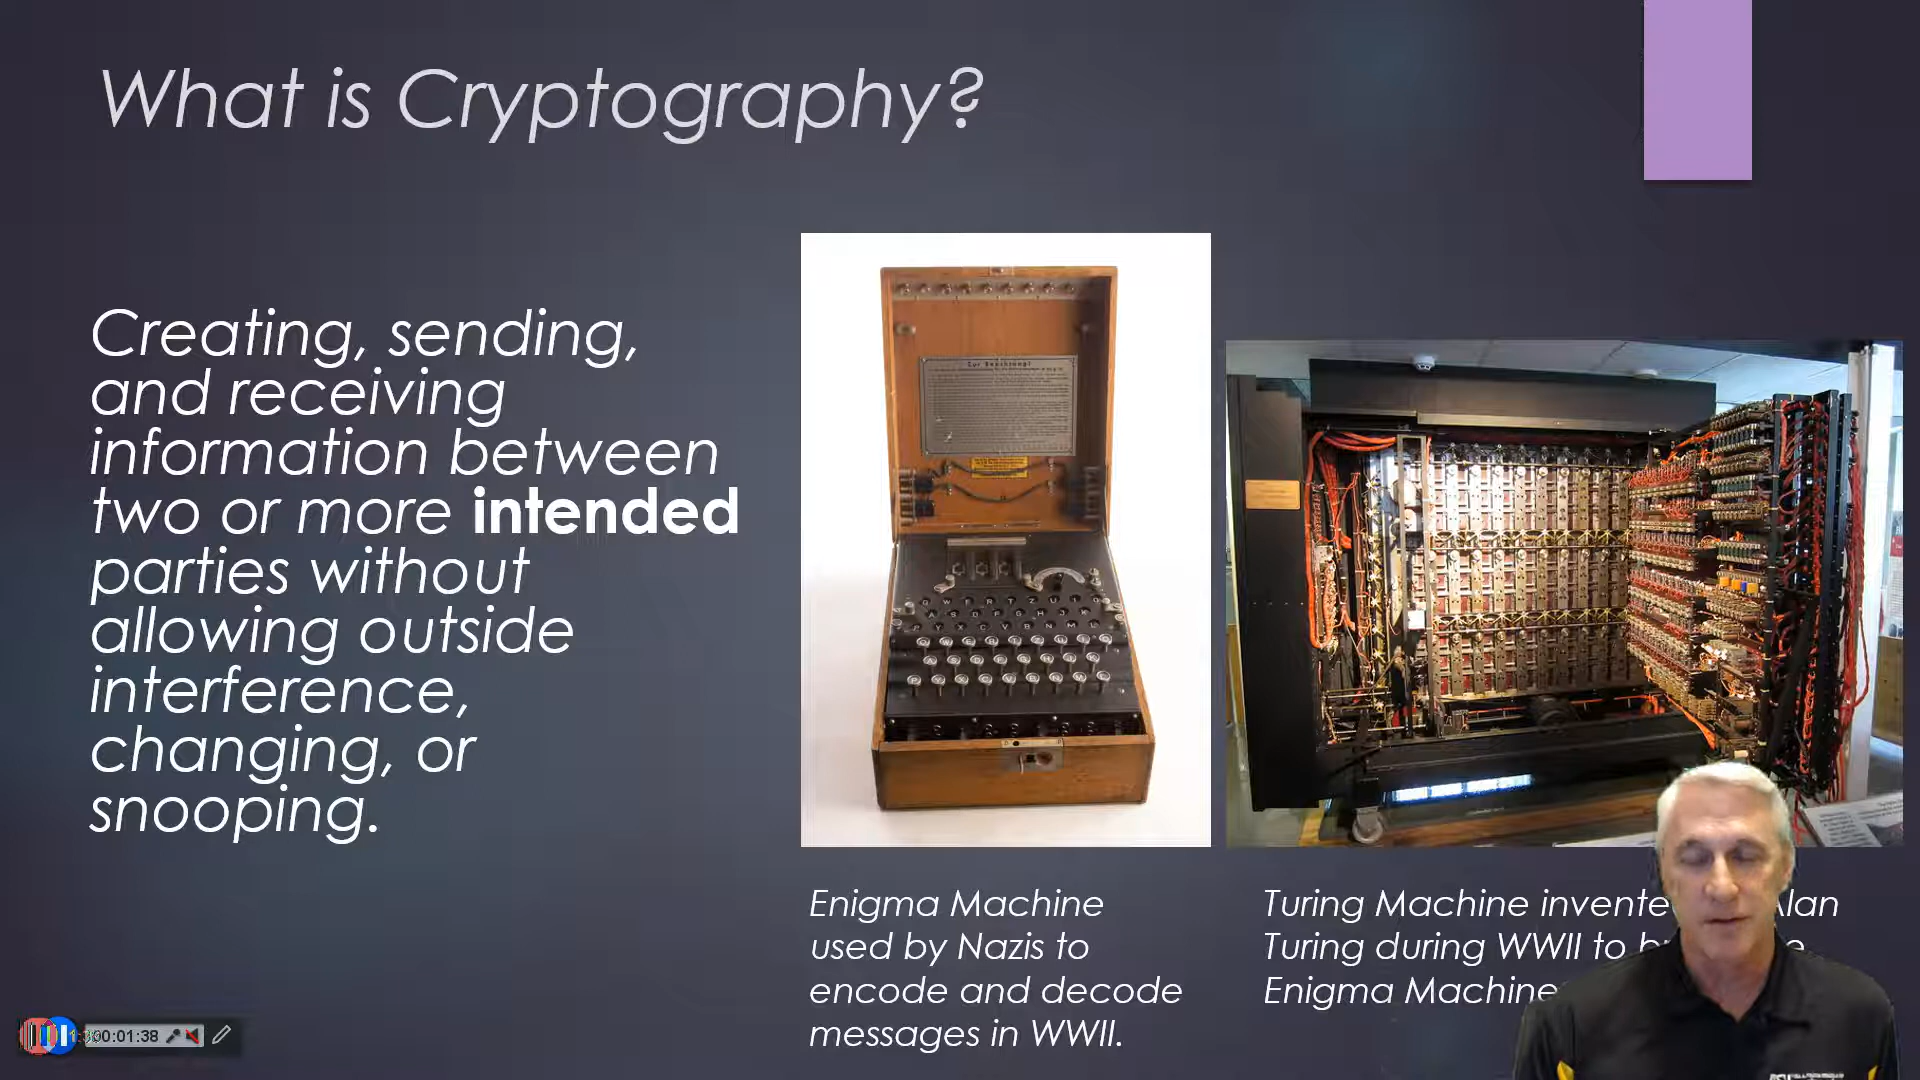 What is Cryptography?
Creating, sending,
and receiving
information between
two or more intended
parties without
allowing outside
interference,
changing, or
snooping.
Enigma Machine
used by Nazis to
encode and decode
messages in WWII.
Turing Machine Alan
Turing during WWII to
Enigma Machine
00:01:38